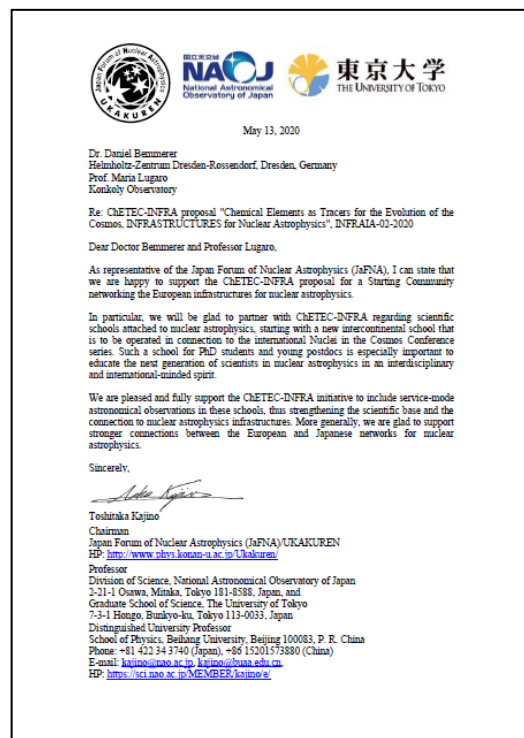 Japan Forum of Nuclear Astrophysics
UKAKUREN
国立天文台
NAOJ
National Astronomical
Observatory of Japan
東京大学
THE UNIVERSITY OF TOKYO
May 13, 2020
Dr. Daniel Bemmerer
Helmholtz-Zentrum Dresden-Rossendorf, Dresden, Germany
Prof. Maria Lugaro
Konkoly Observatory
Re: ChETEC-INFRA proposal "Chemical Elements as Tracers for the Evolution of the
Cosmos, INFRASTRUCTURES for Nuclear Astrophysics", INFRAIA-02-2020
Dear Doctor Bemmerer and Professor Lugaro,
As representative of the Japan Forum of Nuclear Astrophysics (JaFNA), I can state that
we are happy to support the ChETEC-INFRA proposal for a Starting Community
networking the European infrastructures for nuclear astrophysics.
In particular, we will be glad to partner with ChETEC-INFRA regarding scientific
schools attached to nuclear astrophysics, starting with a new intercontinental school that
is to be operated in connection to the international Nuclei in the Cosmos Conference
series. Such a school for PhD students and young postdocs is especially important to
educate the next generation of scientists in nuclear astrophysics in an interdisciplinary
and international-minded spirit.
We are pleased and fully support the ChETEC-INFRA initiative to include service-mode
astronomical observations in these schools, thus strengthening the scientific base and the
connection to nuclear astrophysics infrastructures. More generally, we are glad to support
stronger connections between the European and Japanese networks for nuclear
astrophysics.
Sincerely,
Toshitaka Kajino
Chairman
Japan Forum of Nuclear Astrophysics (JaFNA)/UKAKUREN
HP: http://www.phys.konan-u.ac.jp/Ukakuren/
Professor
Division of Science, National Astronomical Observatory of Japan
2-21-1 Osawa, Mitaka, Tokyo 181-8588, Japan, and
Graduate School of Science, The University of Tokyo
7-3-1 Hongo, Bunkyo-ku, Tokyo 113-0033, Japan
Distinguished University Professor
School of Physics, Beihang University, Beijing 100083, P. R. China
Phone: +81 422 34 3740 (Japan), +86 15201573880 (China)
E-mail: kajino@nao.ac.jp, kajino@buaa.edu.cn,
HP: https://sci.nao.ac.jp/MEMBER/kajino/e/